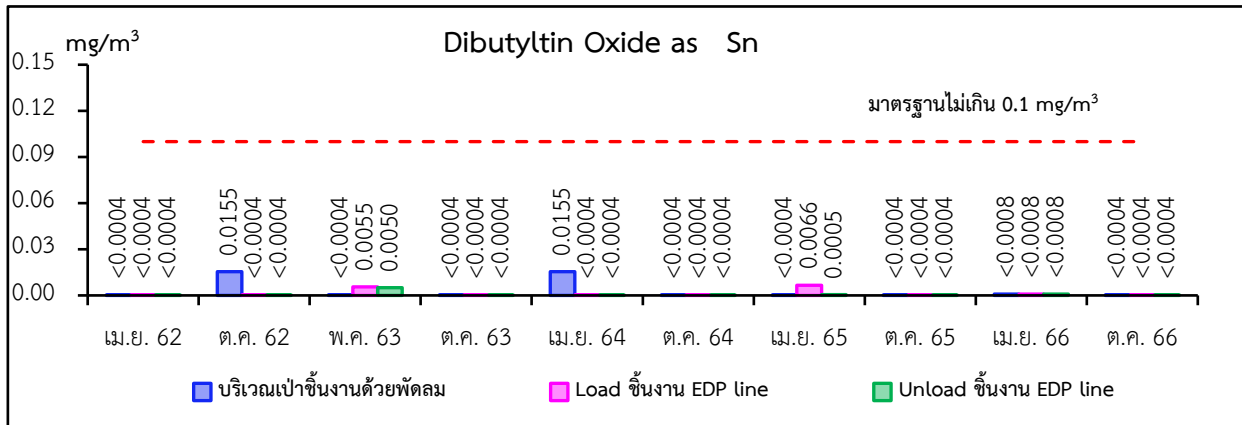 mg/m³
Dibutyltin Oxide as Sn
0.15
0.12
0.09
0.06
0.03
0.00
มาตรฐานไม่เกิน 0.1 mg/m³
<0.0004 <0.0004 <0.0004
0.0155 <0.0004 <0.0004
<0.0004 0.0055 0.0050
<0.0004 <0.0004 <0.0004
0.0155 <0.0004 <0.0004
<0.0004 <0.0004 <0.0004
<0.0004 0.0066 0.0005
<0.0004 <0.0004 <0.0004
<0.0008 <0.0008 <0.0008
<0.0004 <0.0004 <0.0004
เม.ย. 62 ต.ค. 62 พ.ค. 63 ต.ค. 63 เม.ย. 64 ต.ค. 64 เม.ย. 65 ต.ค. 65 เม.ย. 66 ต.ค. 66
บริเวณเป่าชิ้นงานด้วยพัดลม Load ชิ้นงาน EDP line Unload ชิ้นงาน EDP line